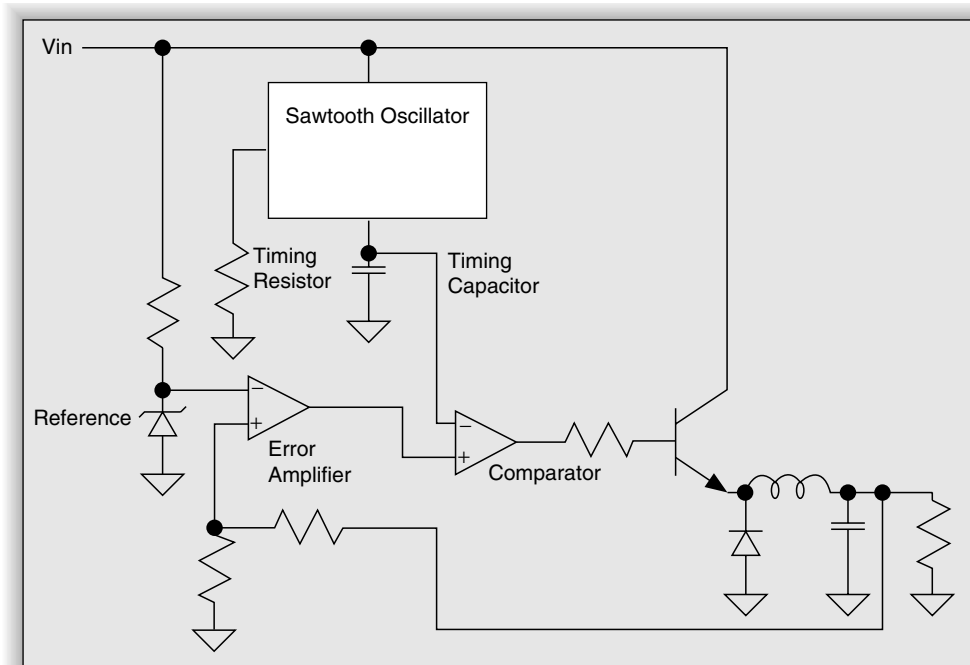 Vin
Sawtooth Oscillator
Timing
Resistor
Timing
Capacitor
Reference
−
+
Error
Amplifier
−
+
Comparator